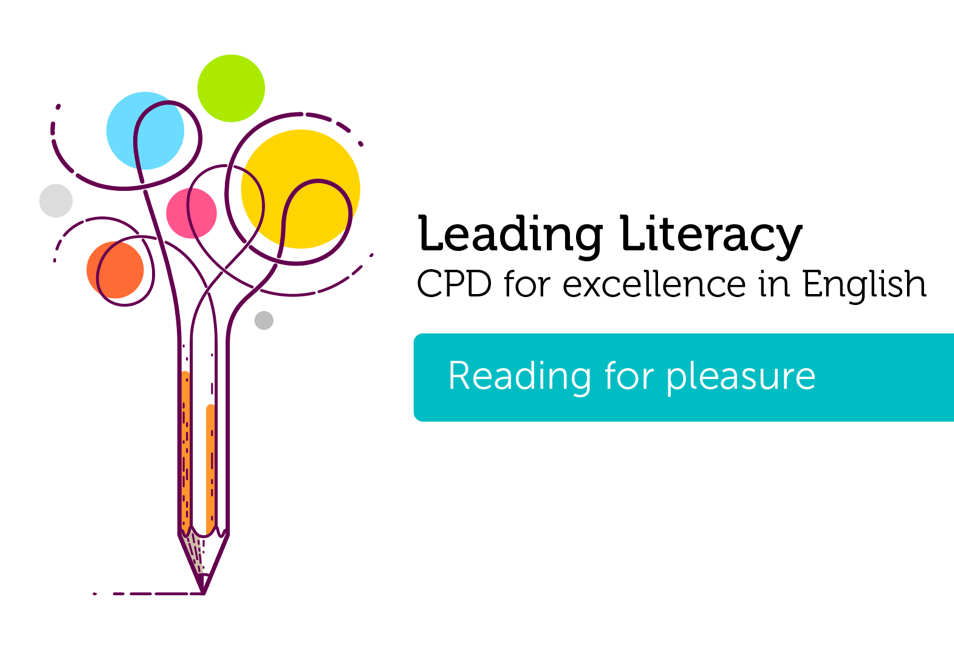 Leading Literacy
CPD for excellence in English
Reading for pleasure